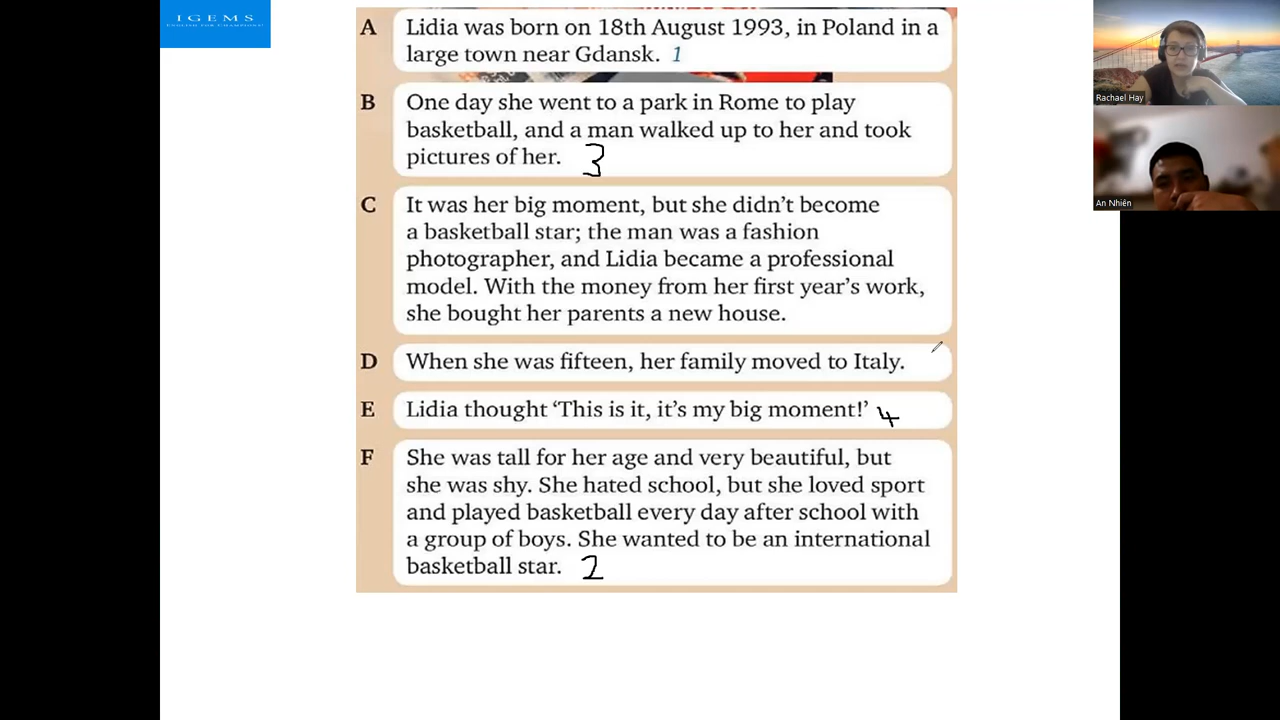 IGEMS
A Lidia was born on 18th August 1993, in Poland in a
large town near Gdansk. 1
B One day she went to a park in Rome to play
basketball, and a man walked up to her and took
pictures of her. 3
C It was her big moment, but she didn't become
a basketball star; the man was a fashion
photographer, and Lidia became a professional
model. With the money from her first year's work,
she bought her parents a new house.
D When she was fifteen, her family moved to Italy.
E Lidia thought 'This is it, it's my big moment!' 4
F She was tall for her age and very beautiful, but
she was shy. She hated school, but she loved sport
and played basketball every day after school with
a group of boys. She wanted to be an international
basketball star. 2
Rachael Hay
An Nhiên